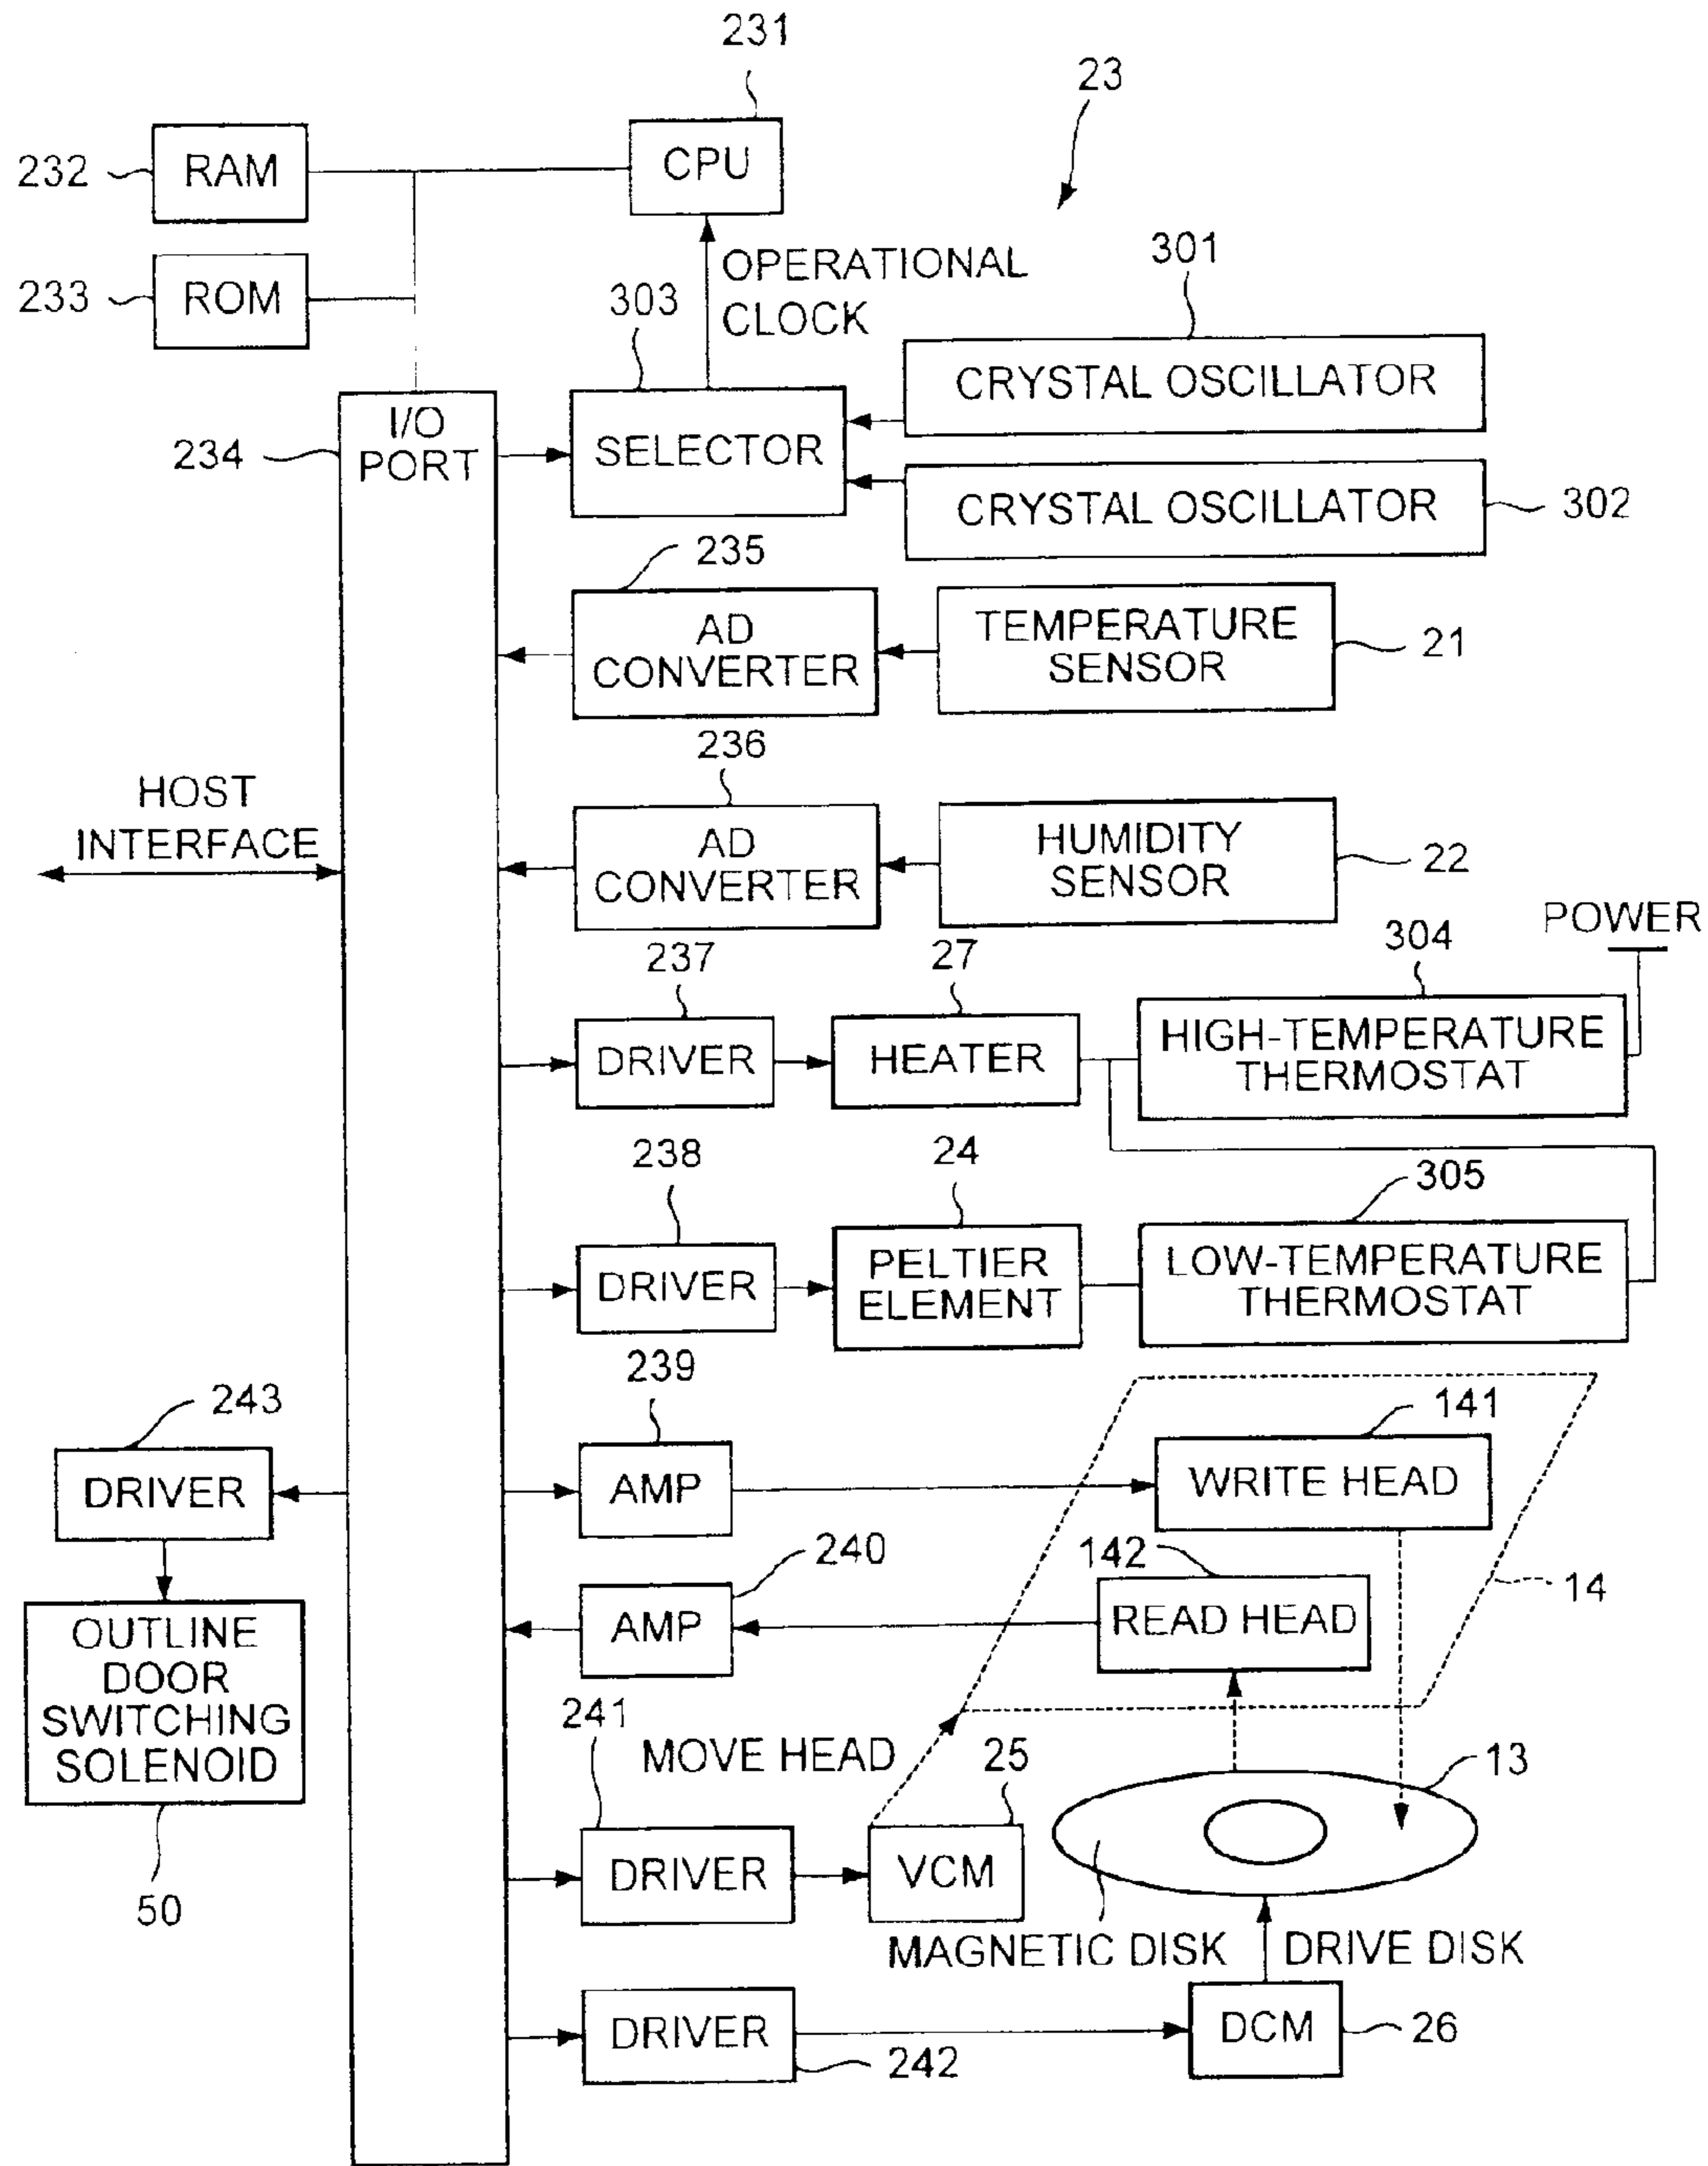 231
23
232
RAM
CPU
233
ROM
OPERATIONAL
CLOCK
303
301
CRYSTAL OSCILLATOR
234
I/O
PORT
SELECTOR
CRYSTAL OSCILLATOR
302
235
AD
CONVERTER
TEMPERATURE
SENSOR
21
236
HOST
INTERFACE
AD
CONVERTER
HUMIDITY
SENSOR
22
POWER
237
27
304
DRIVER
HEATER
HIGH-TEMPERATURE
THERMOSTAT
238
24
305
DRIVER
PELTIER
ELEMENT
LOW-TEMPERATURE
THERMOSTAT
239
243
141
DRIVER
AMP
WRITE HEAD
240
142
14
AMP
READ HEAD
OUTLINE
DOOR
SWITCHING
SOLENOID
50
241
MOVE HEAD
25
13
DRIVER
VCM
MAGNETIC DISK
DRIVE DISK
DRIVER
242
DCM
26